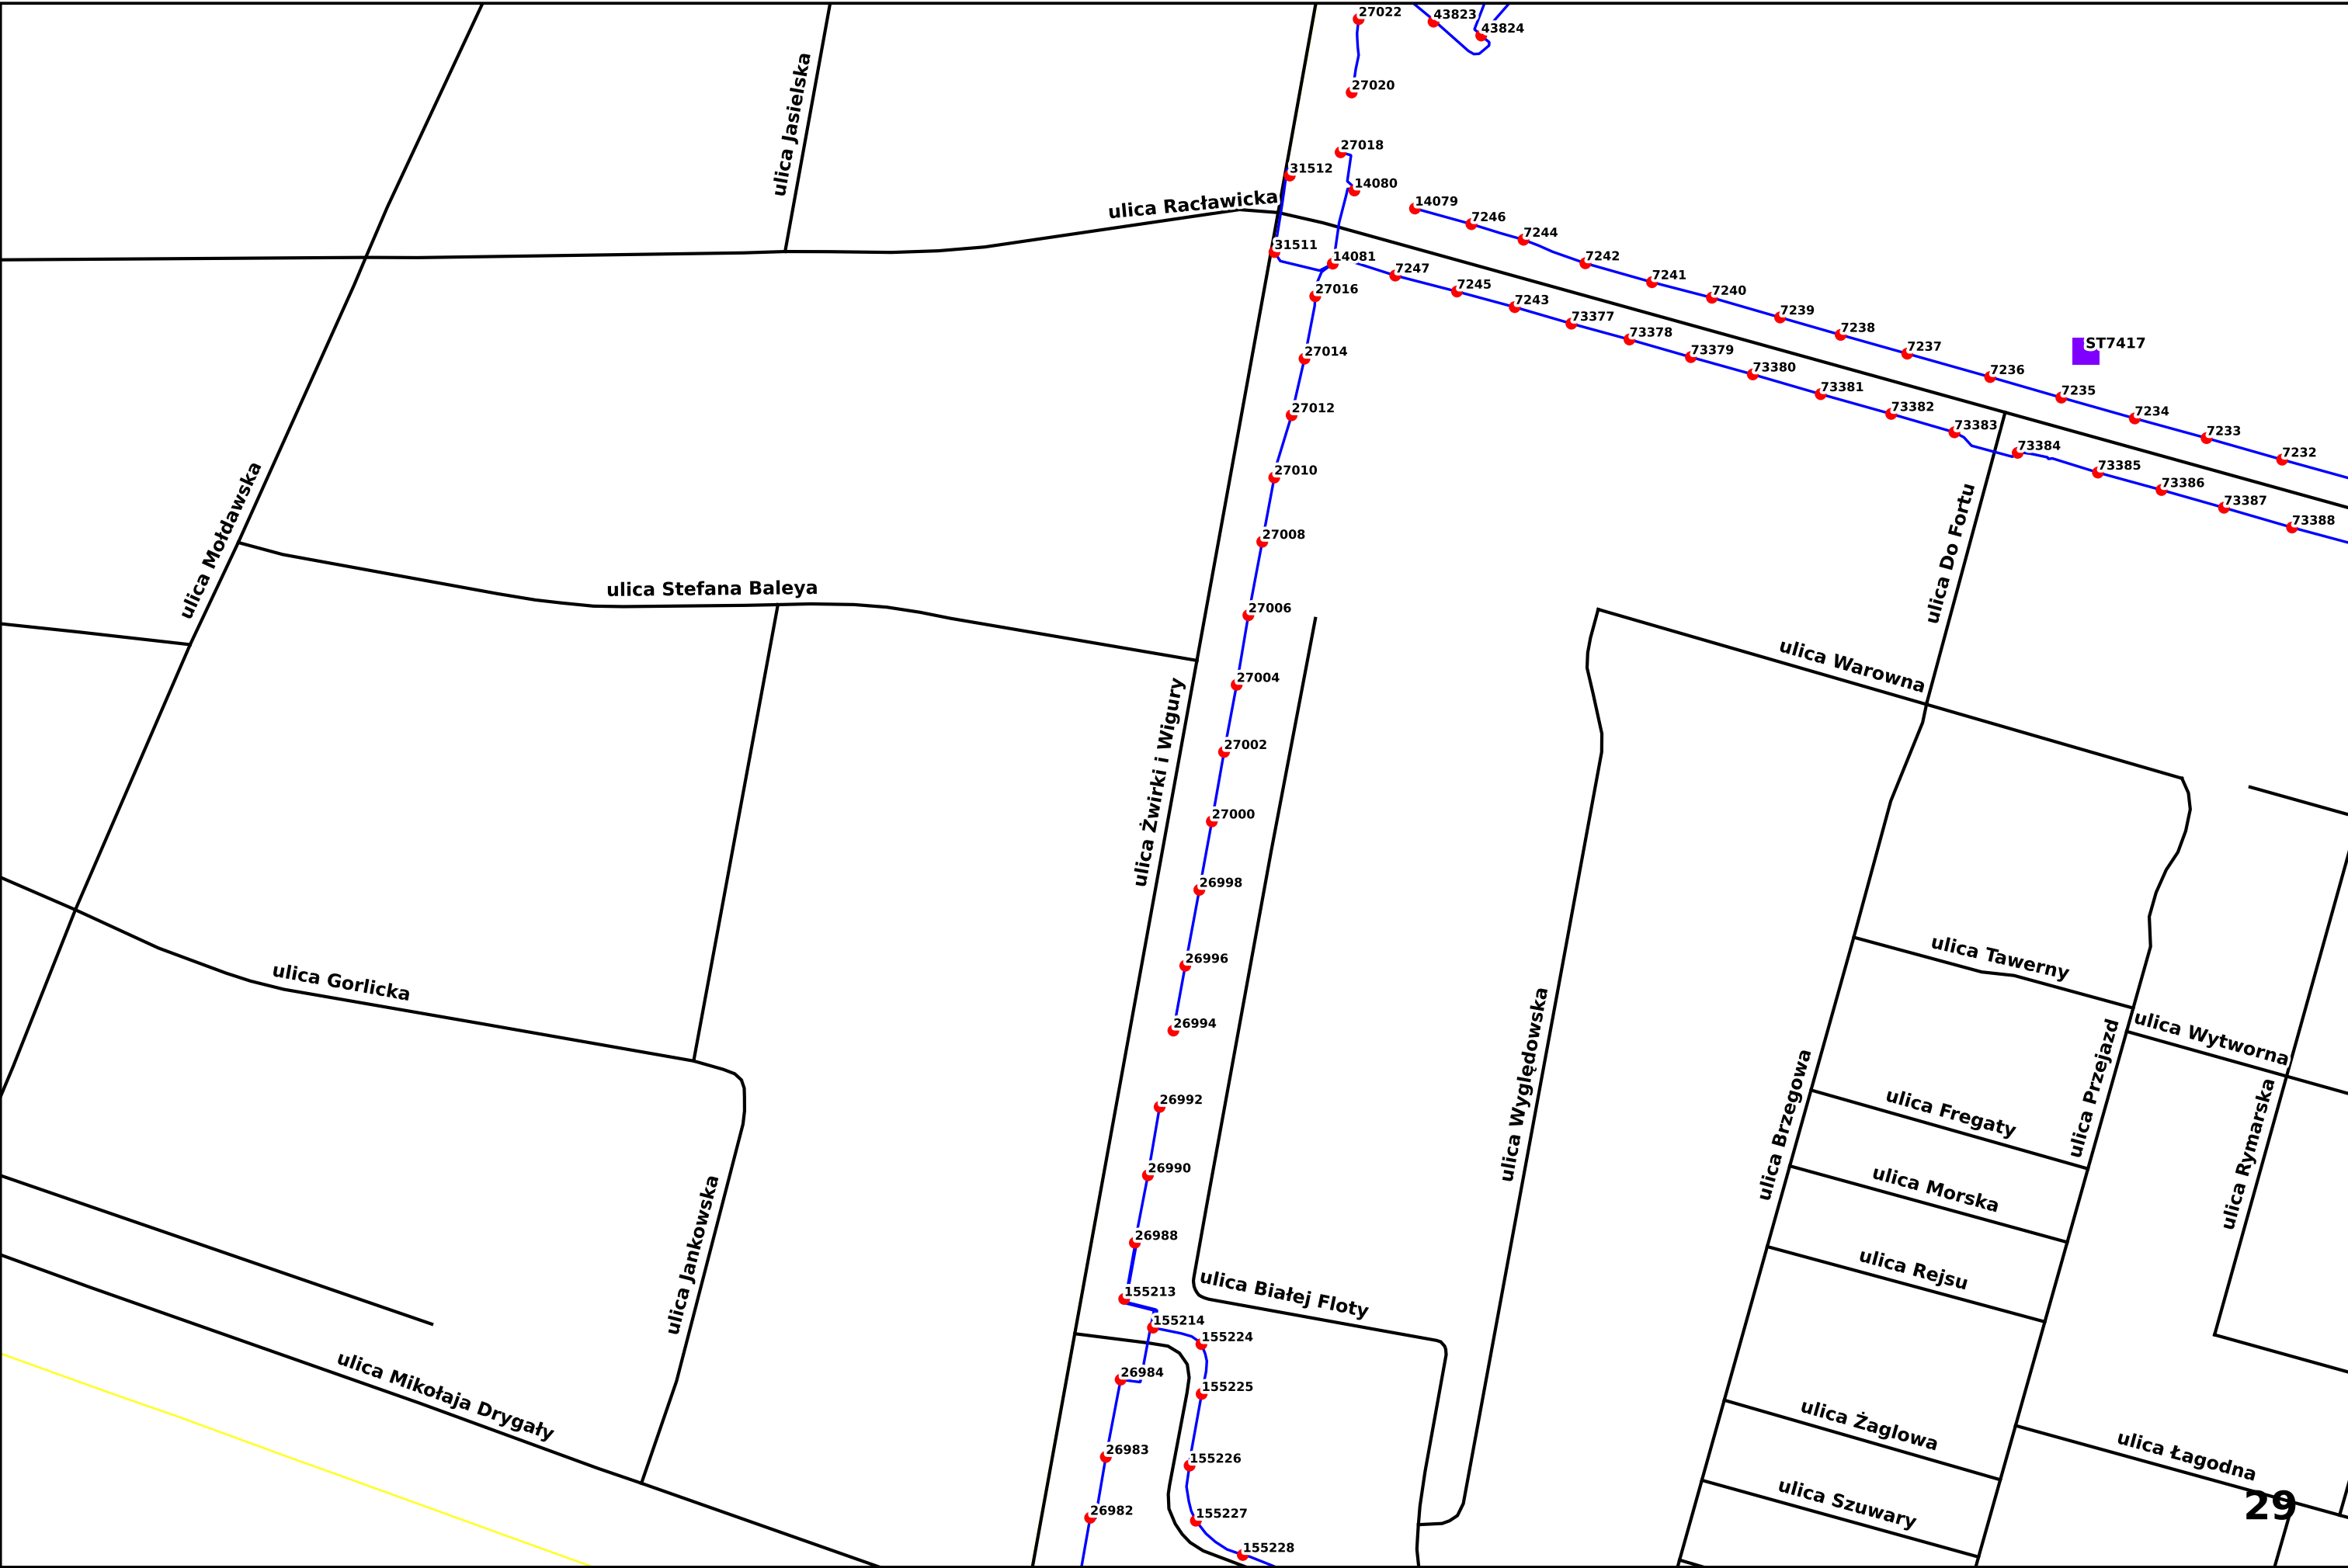 27022
43823
43824
27020
ulica Jasielska
27018
31512
14080
ulica Racławicka
14079
7246
7244
31511
14081
7242
7247
7241
27016
7245
7240
7243
7239
73377
7238
73378
ST7417
27014
73379
7237
73380
7236
73381
7235
27012
73382
7234
73383
7233
73384
7232
27010
73385
73386
73387
73388
ulica Mołdawska
27008
ulica Do Fortu
ulica Stefana Baleya
27006
ulica Warowna
27004
27002
ulica Żwirki i Wigury
27000
26998
ulica Tawerny
26996
ulica Gorlicka
26994
ulica Wytworna
ulica Wyględowska
ulica Przejazd
26992
ulica Fregaty
ulica Brzegowa
ulica Rymarska
26990
ulica Morska
26988
ulica Jankowska
ulica Rejsu
155213
ulica Białej Floty
155214
155224
26984
155225
ulica Mikołaja Drygały
ulica Żaglowa
26983
155226
ulica Łagodna
26982
155227
ulica Szuwary
29
155228